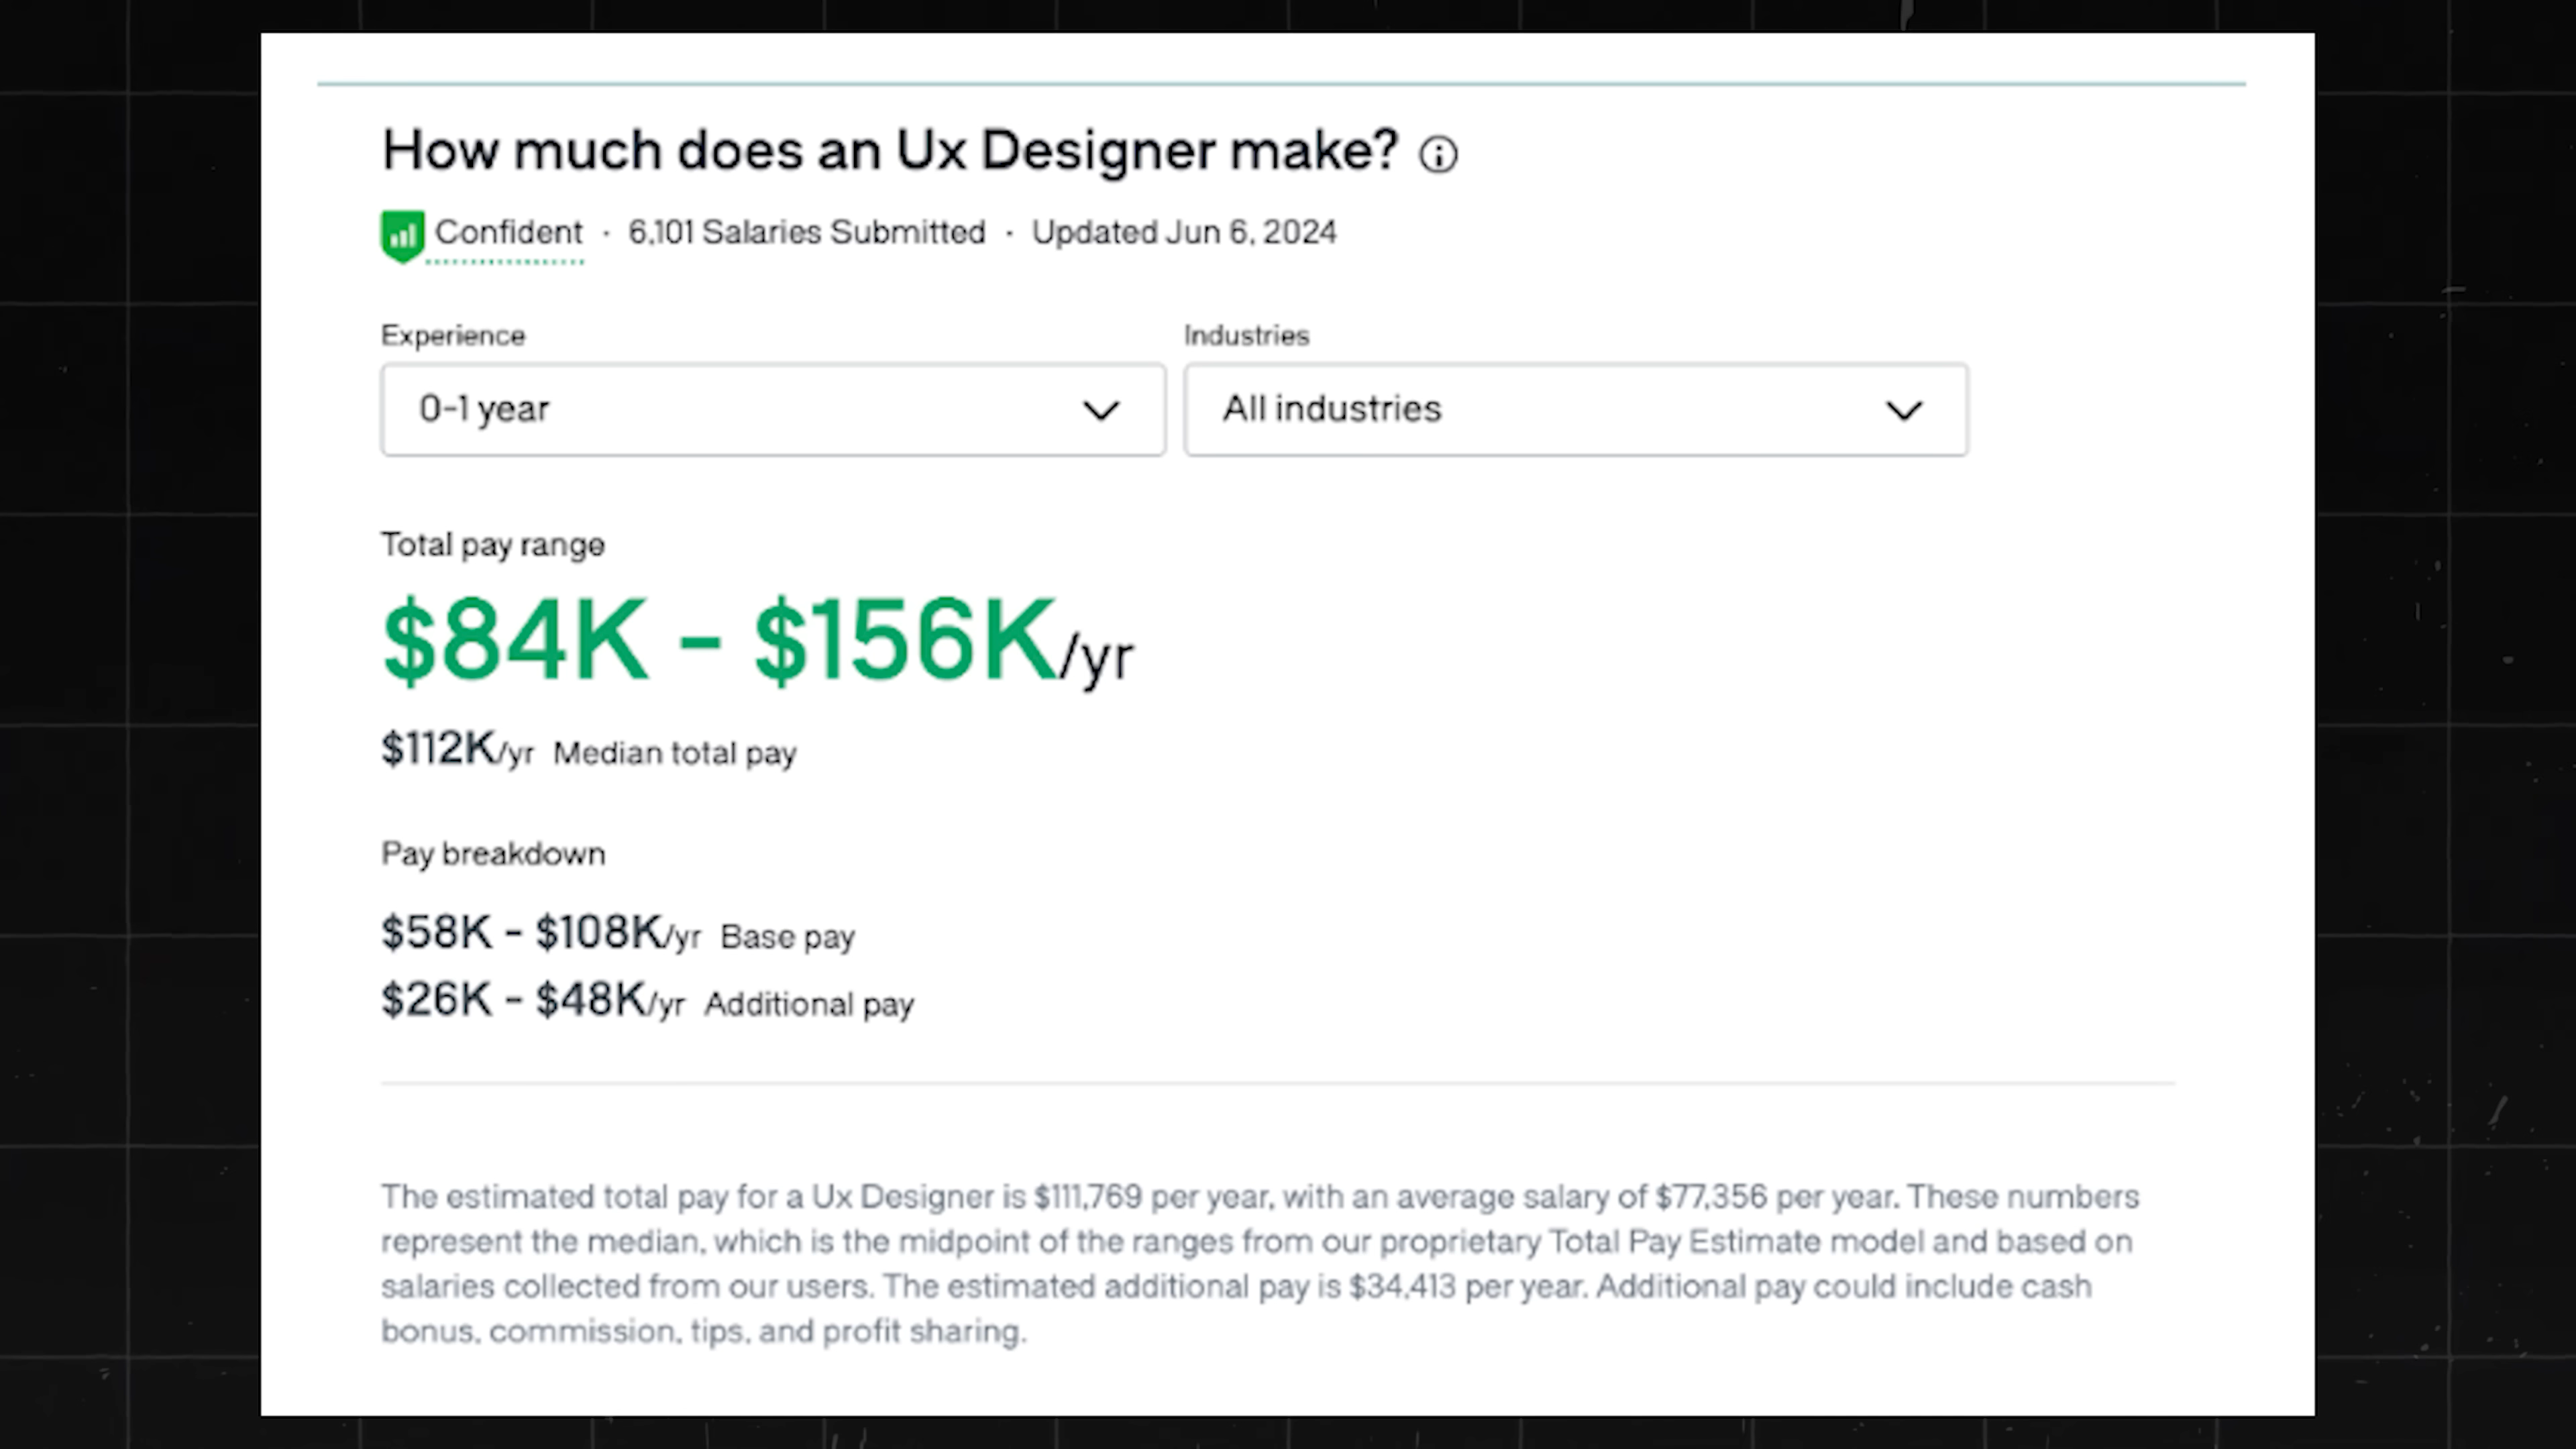 How much does an Ux Designer make?
Confident · 6,101 Salaries Submitted · Updated Jun 6, 2024
Experience
Industries
0-1 year
All industries
Total pay range
$84K - $156K/yr
$112K/yr Median total pay
Pay breakdown
$58K - $108K/yr Base pay
$26K - $48K/yr Additional pay
The estimated total pay for a Ux Designer is $111,769 per year, with an average salary of $77,356 per year. These numbers
represent the median, which is the midpoint of the ranges from our proprietary Total Pay Estimate model and based on
salaries collected from our users. The estimated additional pay is $34,413 per year. Additional pay could include cash
bonus, commission, tips, and profit sharing.